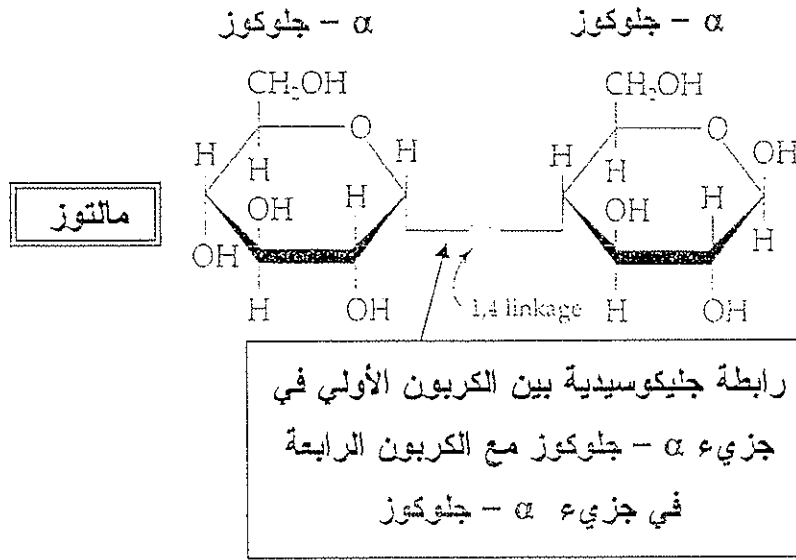 α – جلوكوز
α – جلوكوز
CH₂OH
CH₂OH
O
O
H
H
H
OH
H
H
OH
H
OH
H
OH
H
OH
H
H
OH
H
OH
مالتوز
1,4 linkage
رابطة جليكوسيدية بين الكربون الأولي في
جزيء α – جلوكوز مع الكربون الرابعة
في جزيء α – جلوكوز